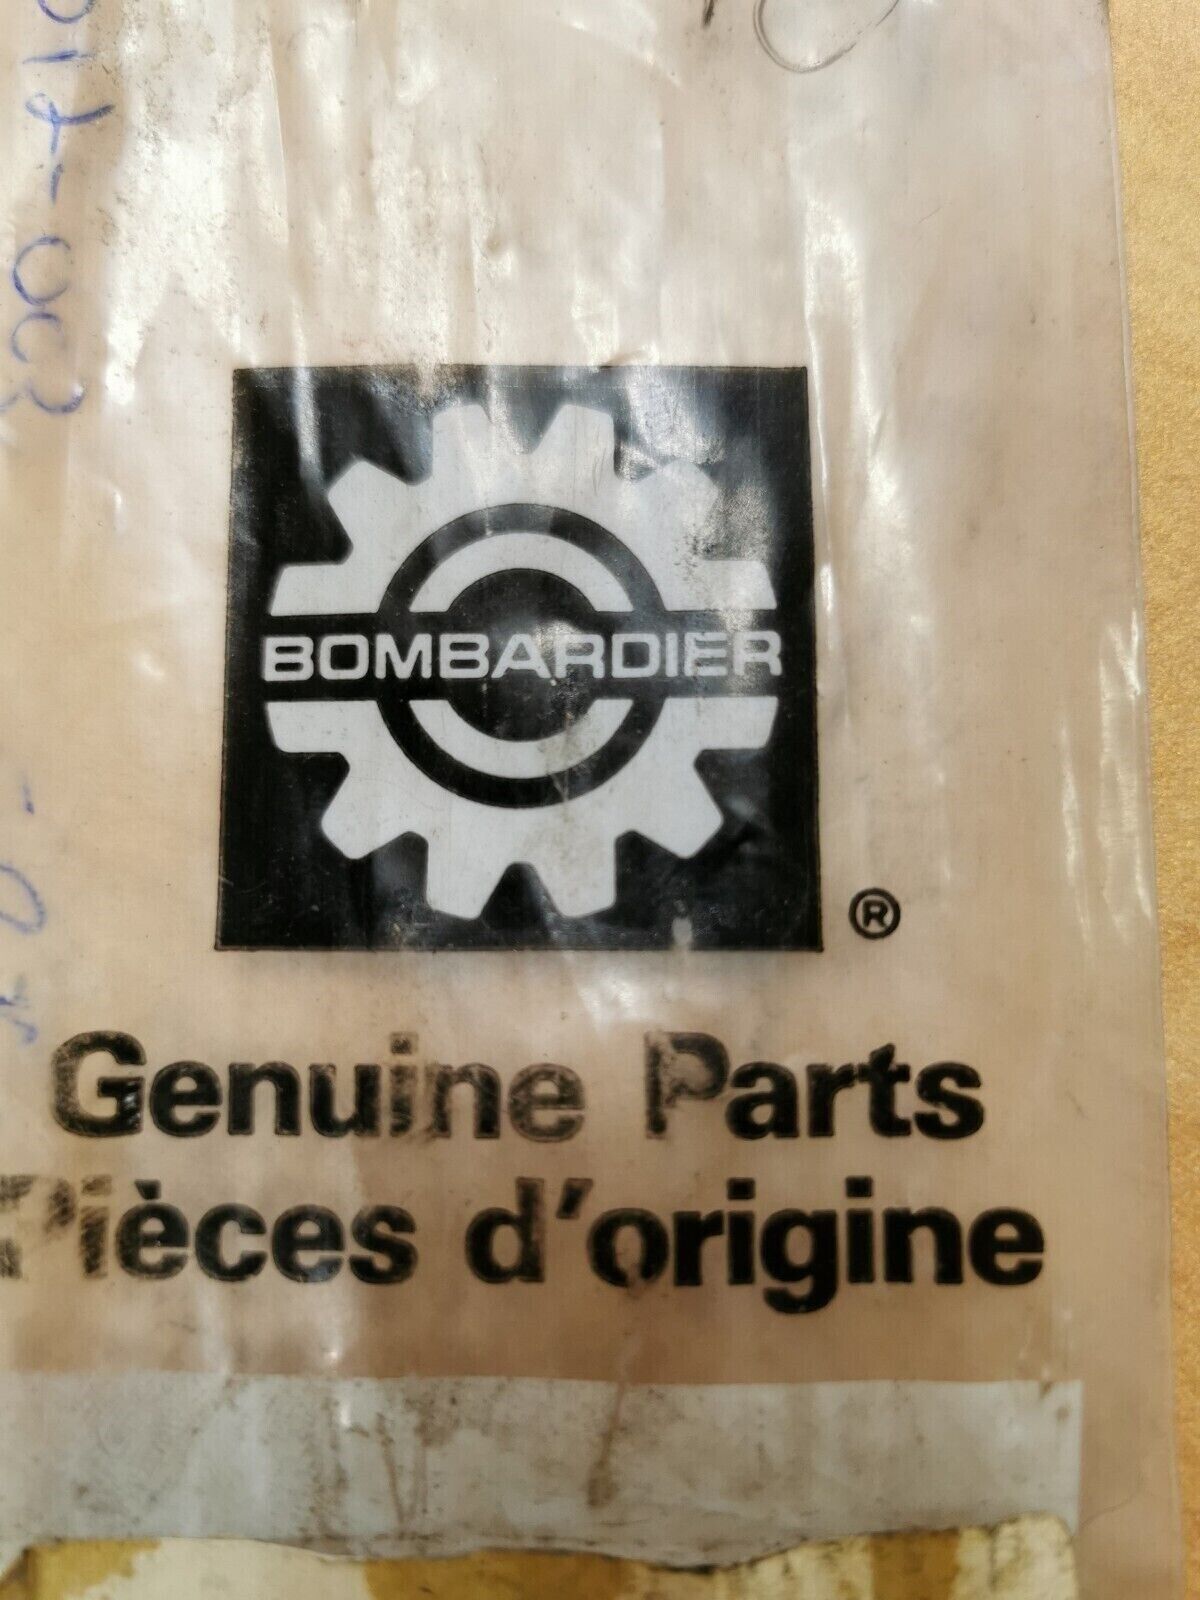 BOMBARDIER
®
Genuine Parts
Pièces d'origine